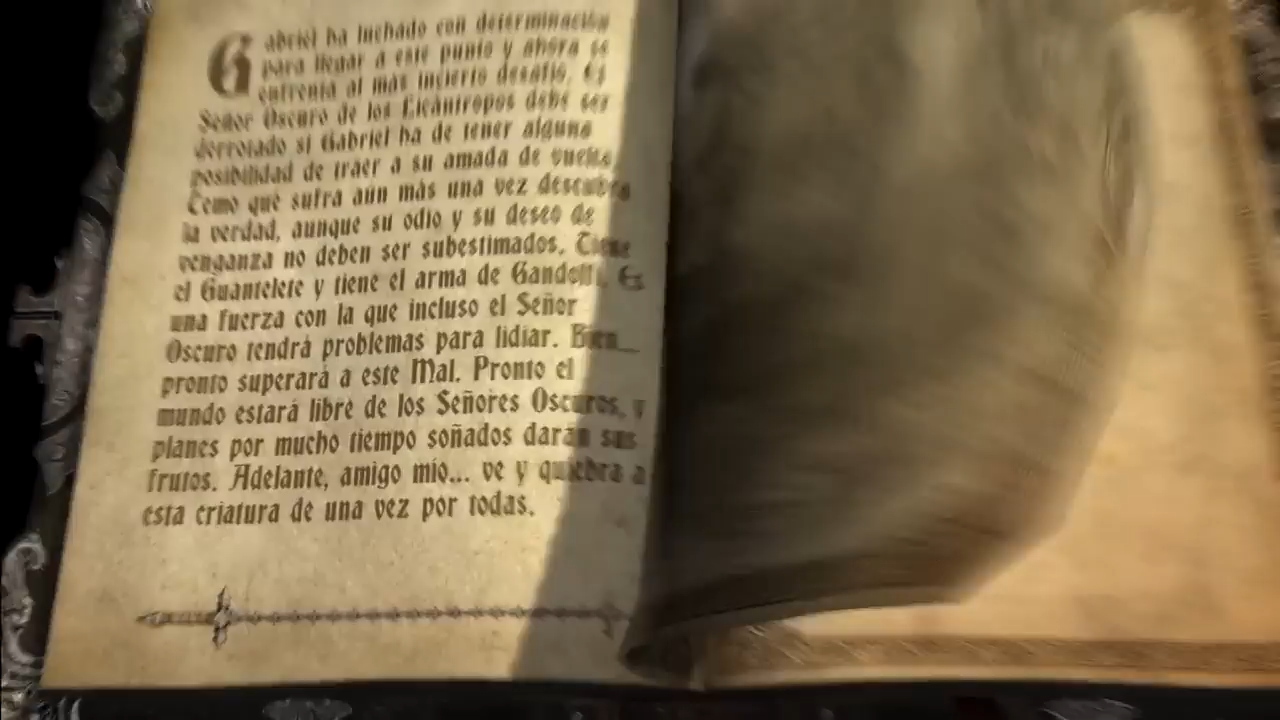 Gabriel ha luchado con determinación
para llegar a este punto y ahora se
enfrenta al más incierto desafío. El
Señor Oscuro de los Licántropos debe ser
derrotado si Gabriel ha de tener alguna
posibilidad de traer a su amada de vuelta.
Temo que sufra aún más una vez descubra
la verdad, aunque su odio y su deseo de
venganza no deben ser subestimados. Tiene
el Guantelete y tiene el arma de Gandolfi. Es
una fuerza con la que incluso el Señor
Oscuro tendrá problemas para lidiar. Bien...
pronto superará a este Mal. Pronto el
mundo estará libre de los Señores Oscuros, y
planes por mucho tiempo soñados darán sus
frutos. Adelante, amigo mío... ve y quiebra a
esta criatura de una vez por todas.